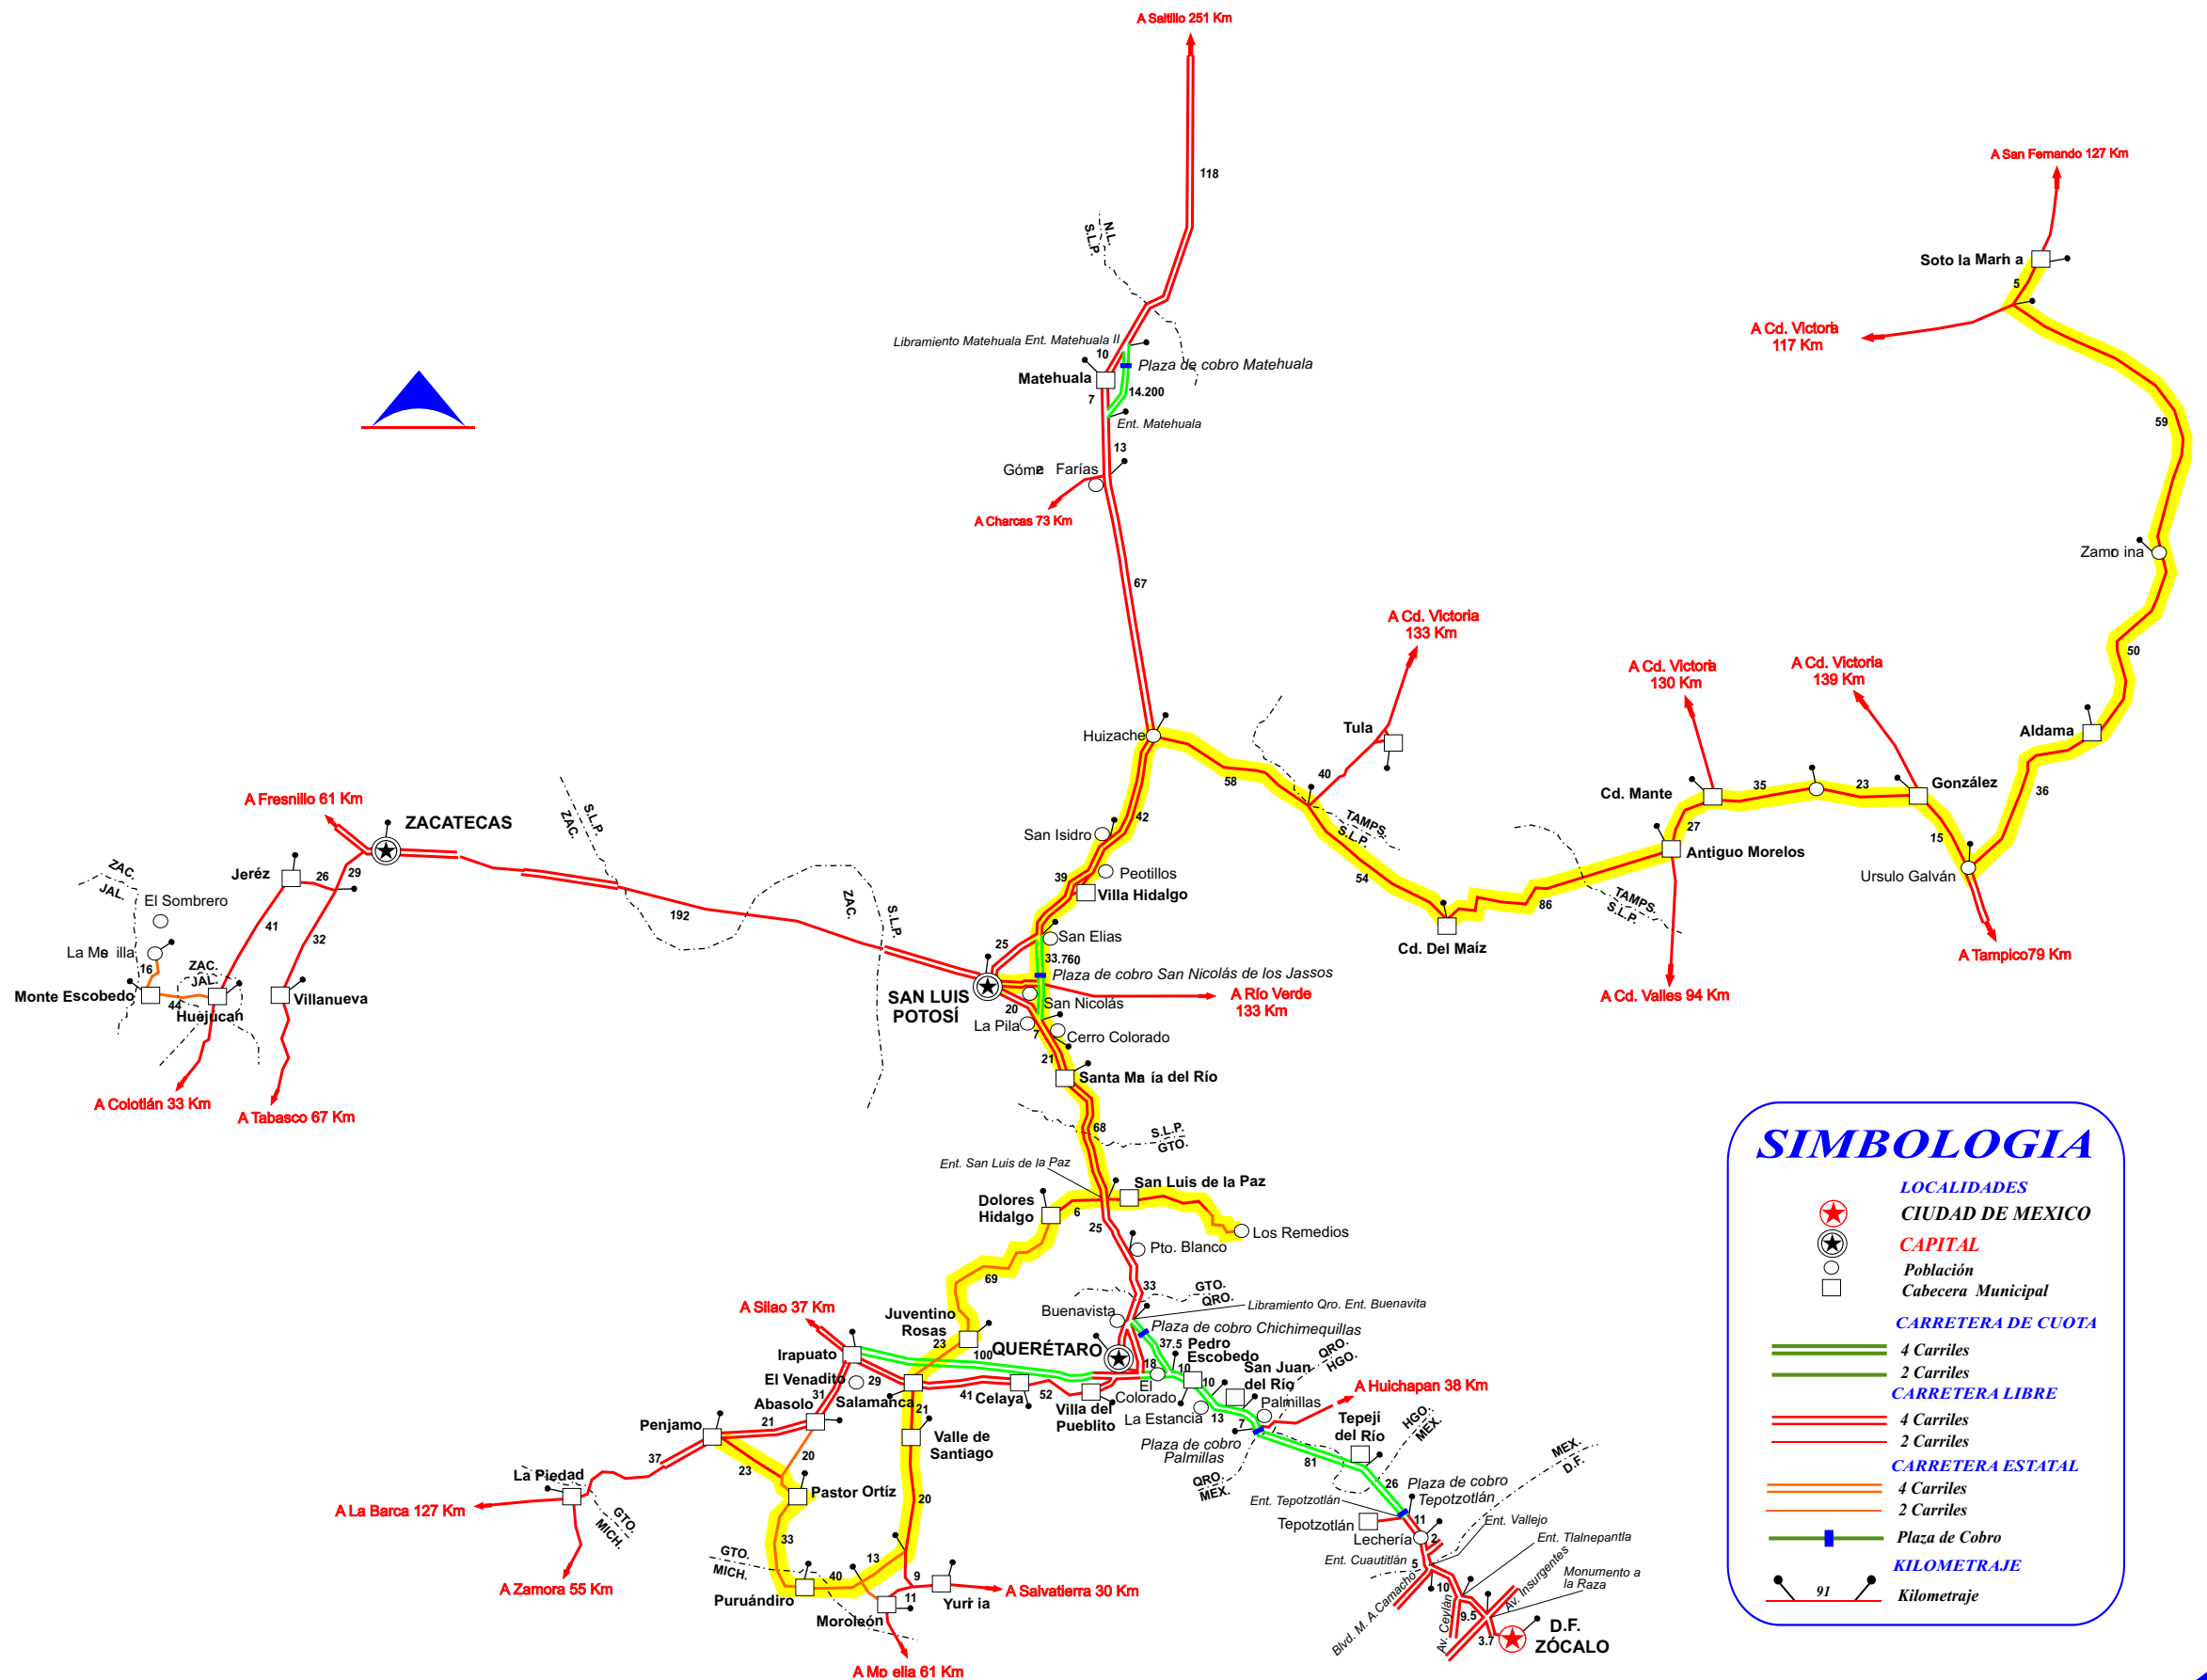 A Saltillo 251 Km
118
N.L.
S.L.P.
Libramiento Matehuala Ent. Matehuala II
10
Plaza de cobro Matehuala
Matehuala
14.200
7
Ent. Matehuala
13
Gómez Farías
A Charcas 73 Km
67
A San Fernando 127 Km
Soto la Marina
5
A Cd. Victoria
117 Km
59
Zamorina
50
Aldama
36
A Cd. Victoria
133 Km
Tula
40
Huizache
58
TAMPS.
S.L.P.
54
Cd. Del Maíz
86
TAMPS.
S.L.P.
A Cd. Victoria
130 Km
A Cd. Victoria
139 Km
Cd. Mante
35
23
González
27
Antiguo Morelos
15
Ursulo Galván
A Tampico79 Km
A Cd. Valles 94 Km
San Isidro
42
Peotillos
39
Villa Hidalgo
San Elias
25
33.760
Plaza de cobro San Nicolás de los Jassos
SAN LUIS
POTOSÍ
A Río Verde
133 Km
San Nicolás
20
La Pila
7
Cerro Colorado
21
Santa María del Río
68
S.L.P.
GTO.
A Fresnillo 61 Km
ZACATECAS
S.L.P.
ZAC.
ZAC.
JAL.
Jeréz
26
29
El Sombrero
41
32
192
ZAC.
S.L.P.
La Mesilla
16
ZAC.
JAL.
Monte Escobedo
44
Huejucar
Villanueva
A Colotlán 33 Km
A Tabasco 67 Km
Ent. San Luis de la Paz
San Luis de la Paz
Dolores
Hidalgo
6
25
Los Remedios
Pto. Blanco
69
33
GTO.
QRO.
Buenavista
Libramiento Qro. Ent. Buenavita
Plaza de cobro Chichimequillas
A Silao 37 Km
Juventino
Rosas
23
100
QUERÉTARO
37.5
Pedro
Escobedo
QRO.
HGO.
Irapuato
18
10
San Juan
del Río
El Venadito
29
El
Colorado
10
A Huichapan 38 Km
31
Salamanca
41
Celaya
52
Villa del
Pueblito
La Estancia
13
7
Palmillas
Abasolo
21
Penjamo
21
Valle de
Santiago
Plaza de cobro
Palmillas
Tepejí
del Río
HGO.
MEX.
37
20
23
La Piedad
Pastor Ortíz
20
QRO.
MEX.
81
26
Plaza de cobro
Tepotzotlán
MEX.
D.F.
A La Barca 127 Km
GTO.
MICH.
Ent. Tepotzotlán
Tepotzotlán
11
Ent. Vallejo
Lechería
2
Ent. Tlalnepantla
33
GTO.
MICH.
13
40
Ent. Cuautitlán
5
Monumento a
la Raza
A Zamora 55 Km
9
A Salvatierra 30 Km
Puruándiro
11
Yuriria
Moroleón
A Morelia 61 Km
Blvd. M. A.Camacho
10
Av. Ceylán
9.5
Av. Insurgentes
3.7
D.F.
ZÓCALO
SIMBOLOGIA
LOCALIDADES
CIUDAD DE MEXICO
CAPITAL
Población
Cabecera Municipal
CARRETERA DE CUOTA
4 Carriles
2 Carriles
CARRETERA LIBRE
4 Carriles
2 Carriles
CARRETERA ESTATAL
4 Carriles
2 Carriles
Plaza de Cobro
KILOMETRAJE
91
Kilometraje